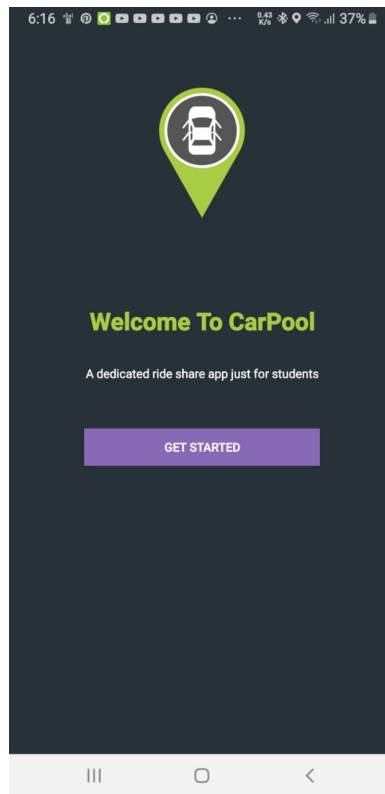 6:16 0.43 K/s 37%
Welcome To CarPool
A dedicated ride share app just for students
GET STARTED